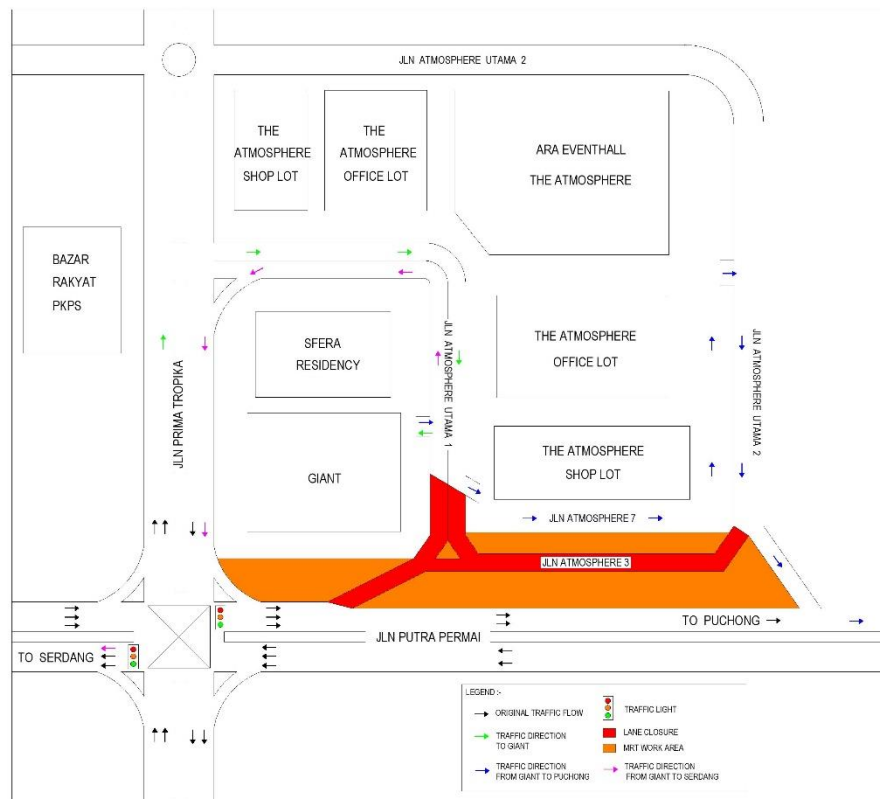 JLN ATMOSPHERE UTAMA 2
THE
ATMOSPHERE
SHOP LOT
THE
ATMOSPHERE
OFFICE LOT
ARA EVENTHALL
THE ATMOSPHERE
BAZAR
RAKYAT
PKPS
JLN PRIMA TROPIKA
SFERA
RESIDENCY
JLN ATMOSPHERE UTAMA 1
THE ATMOSPHERE
OFFICE LOT
JLN ATMOSPHERE UTAMA 2
GIANT
THE ATMOSPHERE
SHOP LOT
JLN ATMOSPHERE 7
JLN ATMOSPHERE 3
TO PUCHONG
JLN PUTRA PERMAI
TO SERDANG
LEGEND :-
ORIGINAL TRAFFIC FLOW
TRAFFIC LIGHT
TRAFFIC DIRECTION
TO GIANT
LANE CLOSURE
MRT WORK AREA
TRAFFIC DIRECTION
FROM GIANT TO PUCHONG
TRAFFIC DIRECTION
FROM GIANT TO SERDANG